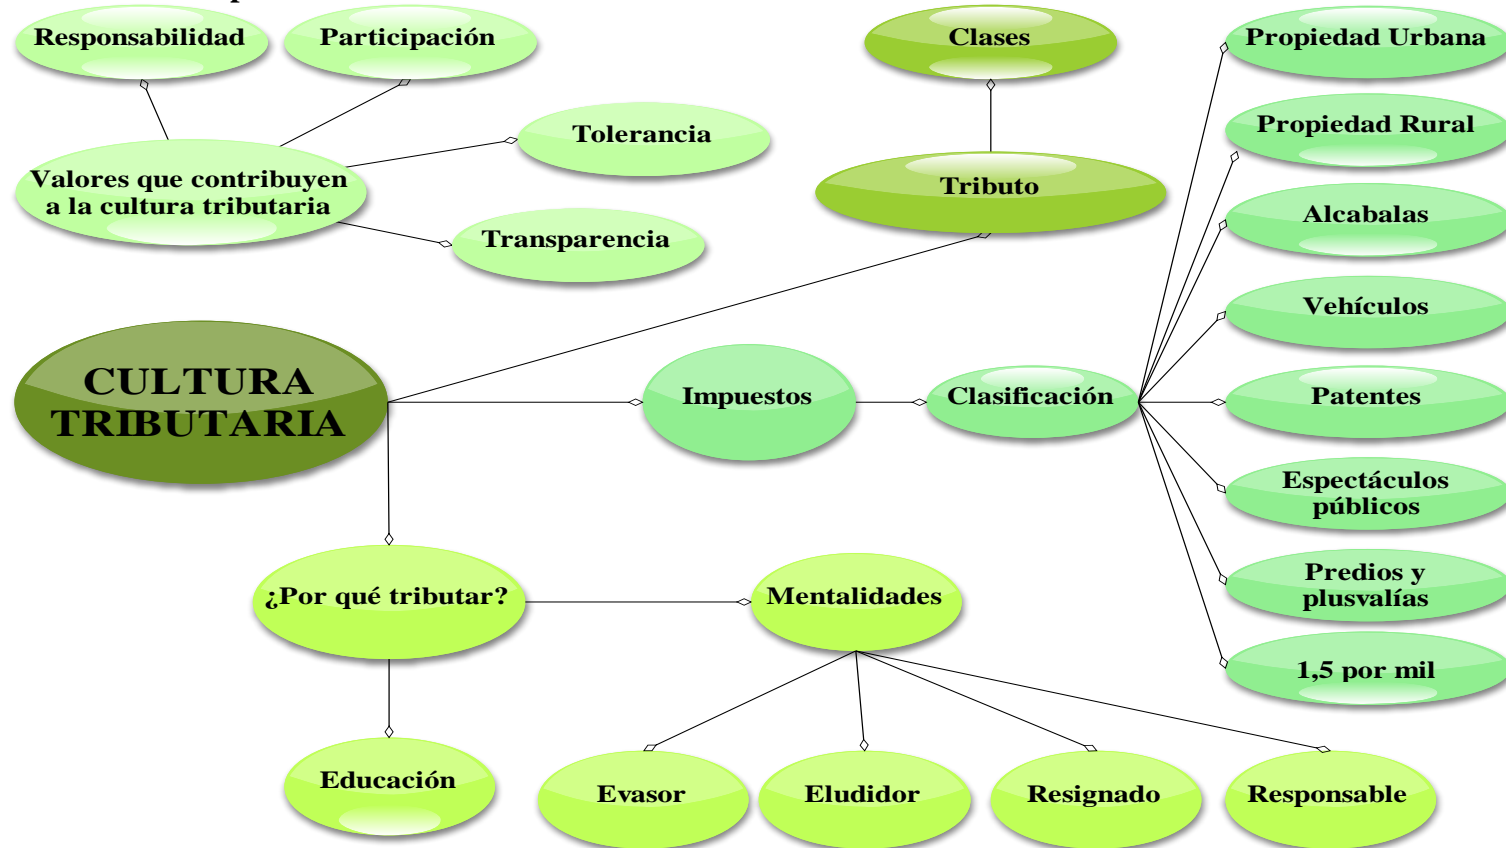 Responsabilidad
Participación
Clases
Propiedad Urbana
Propiedad Rural
Tolerancia
Valores que contribuyen
a la cultura tributaria
Tributo
Alcabalas
Transparencia
Vehículos
CULTURA
TRIBUTARIA
Impuestos
Clasificación
Patentes
Espectáculos
públicos
¿Por qué tributar?
Mentalidades
Predios y
plusvalías
1,5 por mil
Educación
Evasor
Eludidor
Resignado
Responsable